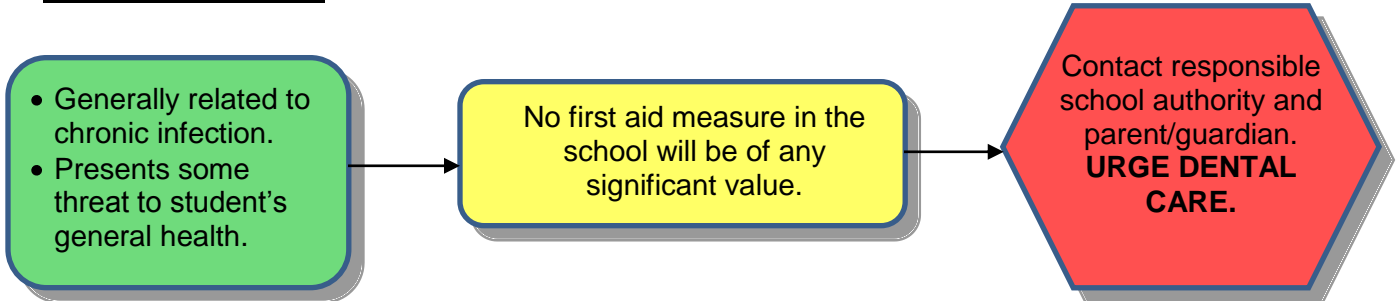 • Generally related to
chronic infection.
• Presents some
threat to student's
general health.
No first aid measure in the
school will be of any
significant value.
Contact responsible
school authority and
parent/guardian.
URGE DENTAL
CARE.